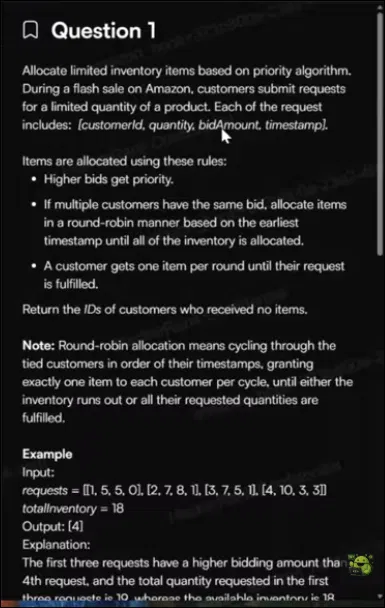 Question 1
Allocate limited inventory items based on priority algorithm.
During a flash sale on Amazon, customers submit requests
for a limited quantity of a product. Each of the request
includes: [customerId, quantity, bidAmount, timestamp].
Items are allocated using these rules:
• Higher bids get priority.
• If multiple customers have the same bid, allocate items
in a round-robin manner based on the earliest
timestamp until all of the inventory is allocated.
• A customer gets one item per round until their request
is fulfilled.
Return the IDs of customers who received no items.
Note: Round-robin allocation means cycling through the
tied customers in order of their timestamps, granting
exactly one item to each customer per cycle, until either the
inventory runs out or all their requested quantities are
fulfilled.
Example
Input:
requests = [[1, 5, 5, 0], [2, 7, 8, 1], [3, 7, 5, 1], [4, 10, 3, 3]]
totalInventory = 18
Output: [4]
Explanation:
The first three requests have a higher bidding amount than
4th request, and the total quantity requested in the first
three requests is 19, whereas the available inventory is 18.